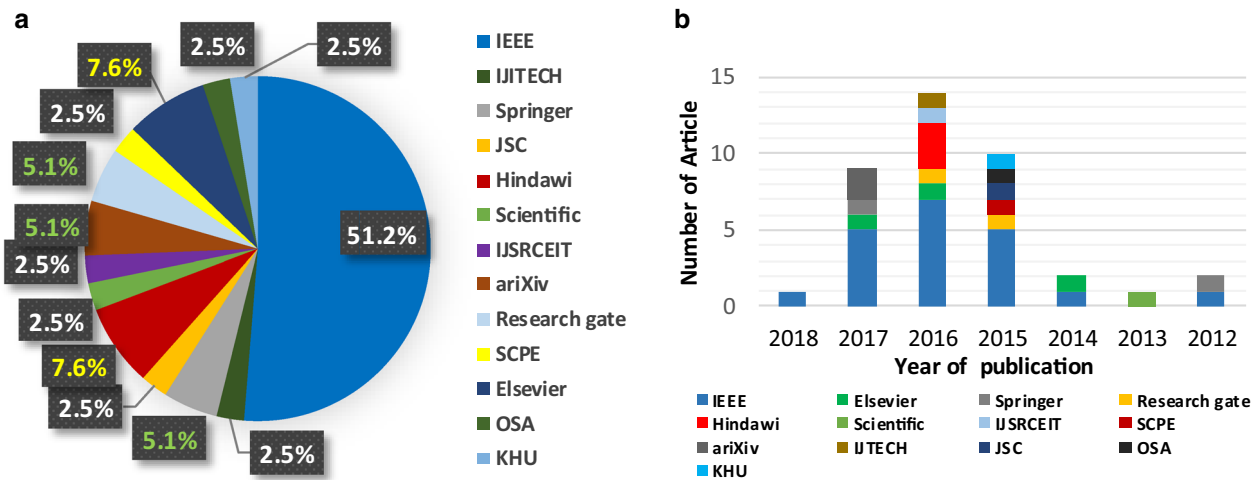 a
2.5%
2.5%
7.6%
2.5%
5.1%
5.1%
2.5%
2.5%
7.6%
2.5%
5.1%
2.5%
51.2%
IEEE
IJITECH
Springer
JSC
Hindawi
Scientific
IJSRCEIT
ariXiv
Research gate
SCPE
Elsevier
OSA
KHU
b
Number of Article
15
10
5
0
2018 2017 2016 2015 2014 2013 2012
Year of publication
IEEE Elsevier Springer Research gate
Hindawi Scientific IJSRCEIT SCPE
ariXiv IJTECH JSC OSA
KHU